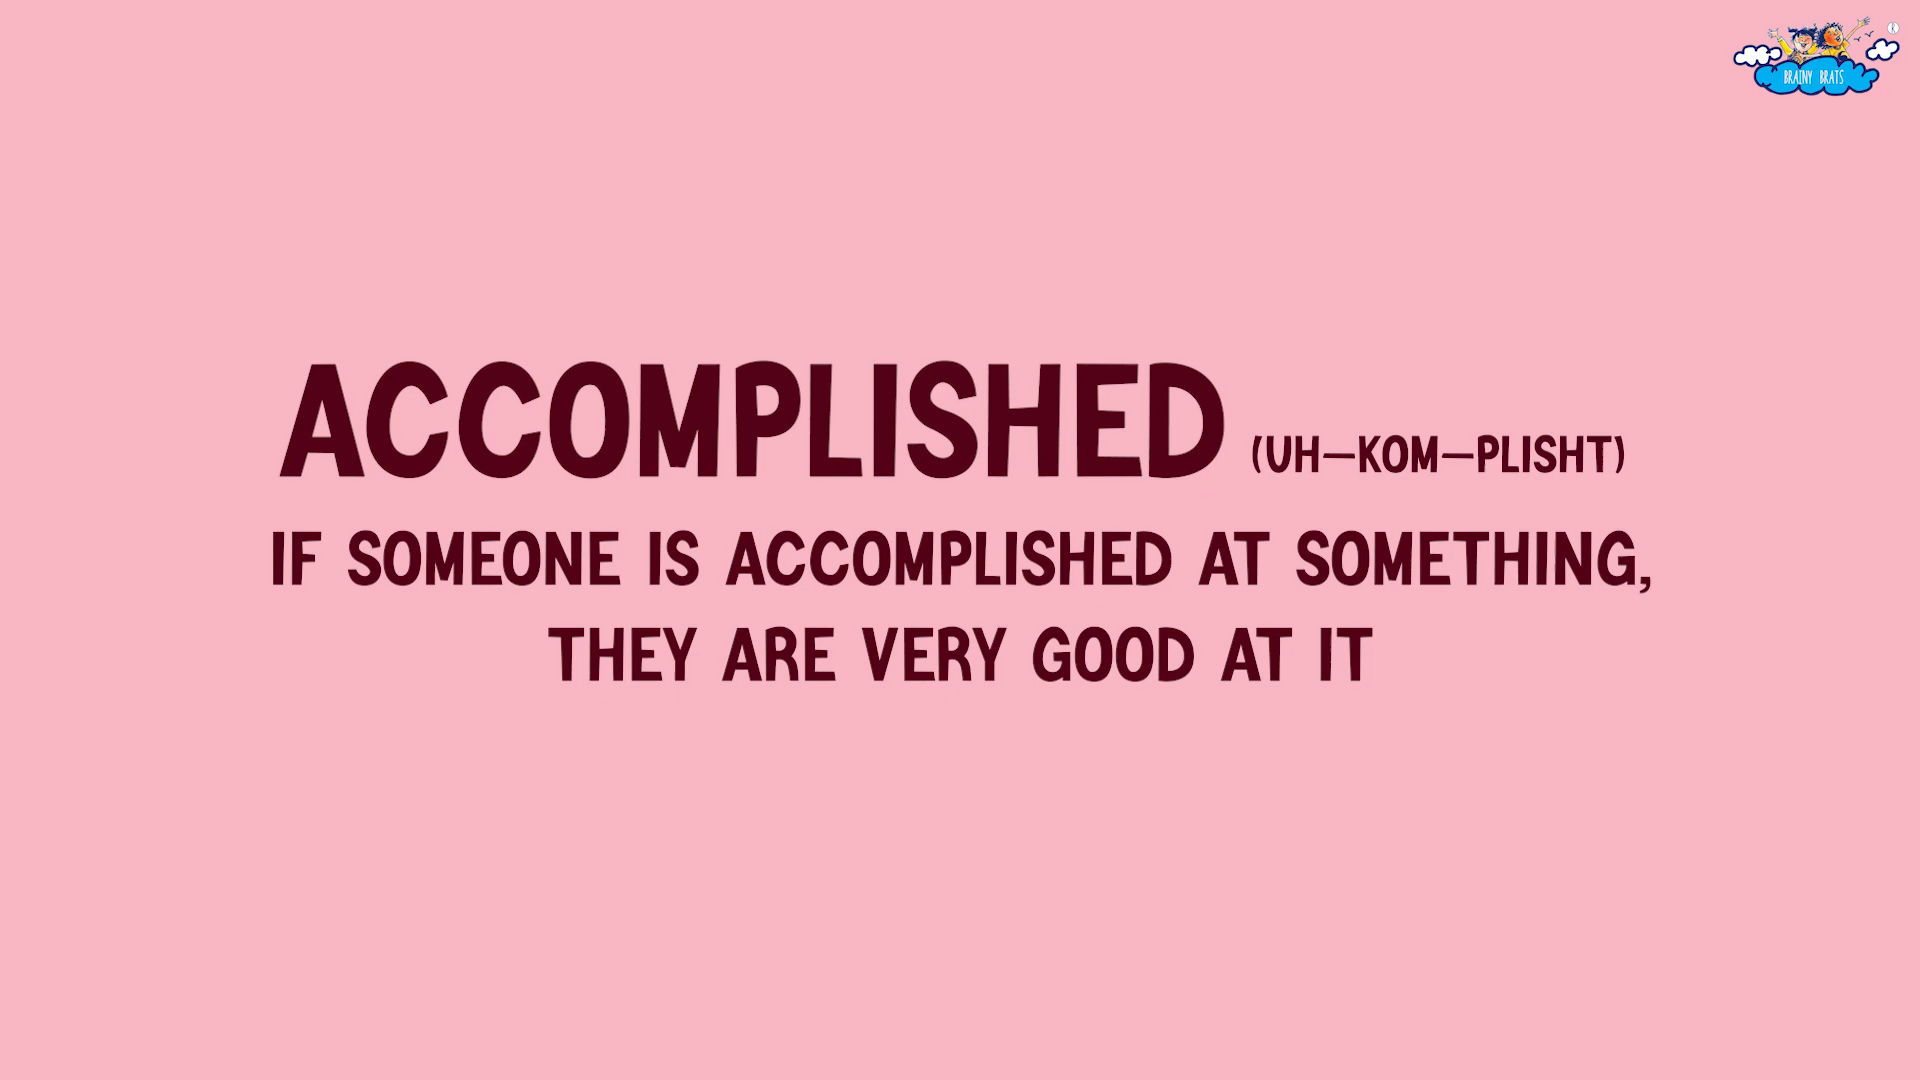 BRAINY BRATS
ACCOMPLISHED (UH—KOM—PLISHT)
IF SOMEONE IS ACCOMPLISHED AT SOMETHING,
THEY ARE VERY GOOD AT IT